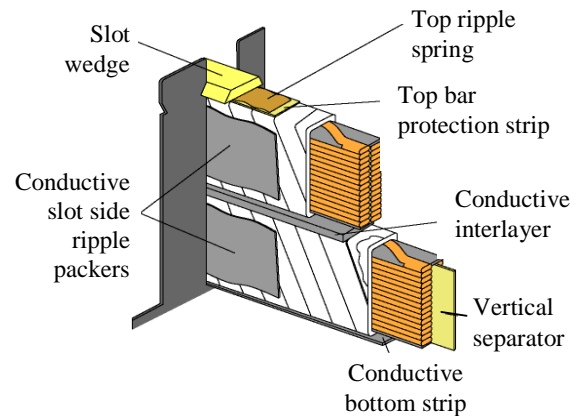 Slot
wedge
Top ripple
spring
Top bar
protection strip
Conductive
slot side
ripple
packers
Conductive
interlayer
Vertical
separator
Conductive
bottom strip